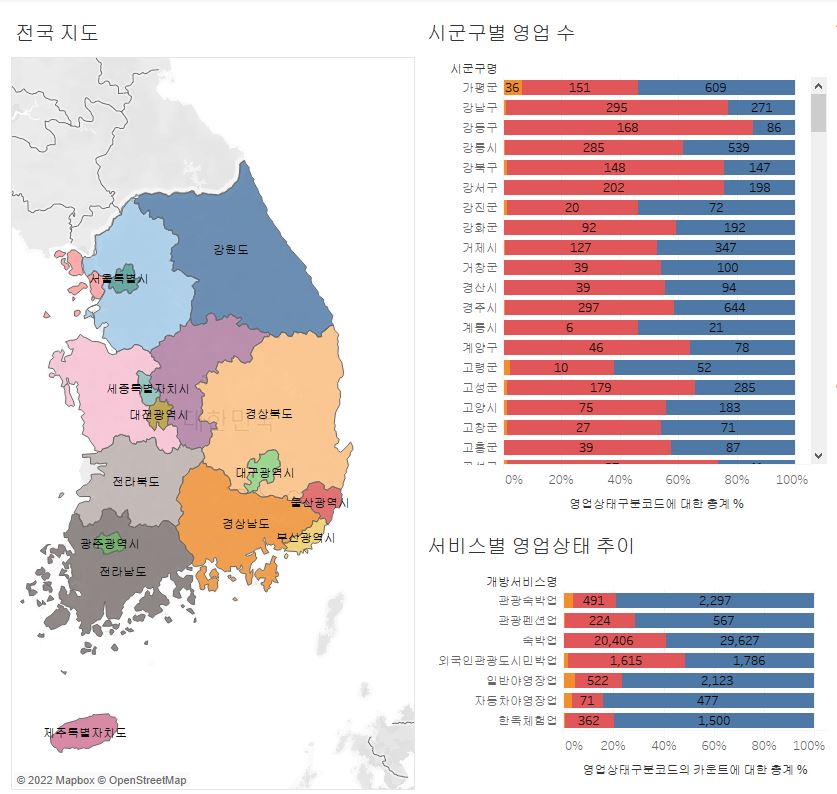 전국 지도
강원도
서울특별시
세종특별자치시
대전광역시
대한민국
경상북도
대구광역시
전라북도
울산광역시
경상남도
부산광역시
광주광역시
전라남도
제주특별자치도
© 2022 Mapbox © OpenStreetMap
시군구별 영업 수
시군구명
가평군 36 151 609
강남구 295 271
강동구 168 86
강릉시 285 539
강북구 148 147
강서구 202 198
강진군 20 72
강화군 92 192
거제시 127 347
거창군 39 100
경산시 39 94
경주시 297 644
계룡시 6 21
계양구 46 78
고령군 10 52
고성군 179 285
고양시 75 183
고창군 27 71
고흥군 39 87
0% 20% 40% 60% 80% 100%
영업상태구분코드에 대한 총계 %
서비스별 영업상태 추이
개방서비스명
관광숙박업 491 2,297
관광펜션업 224 567
숙박업 20,406 29,627
외국인관광도시민박업 1,615 1,786
일반야영장업 522 2,123
자동차야영장업 71 477
한옥체험업 362 1,500
0% 20% 40% 60% 80% 100%
영업상태구분코드의 카운트에 대한 총계 %